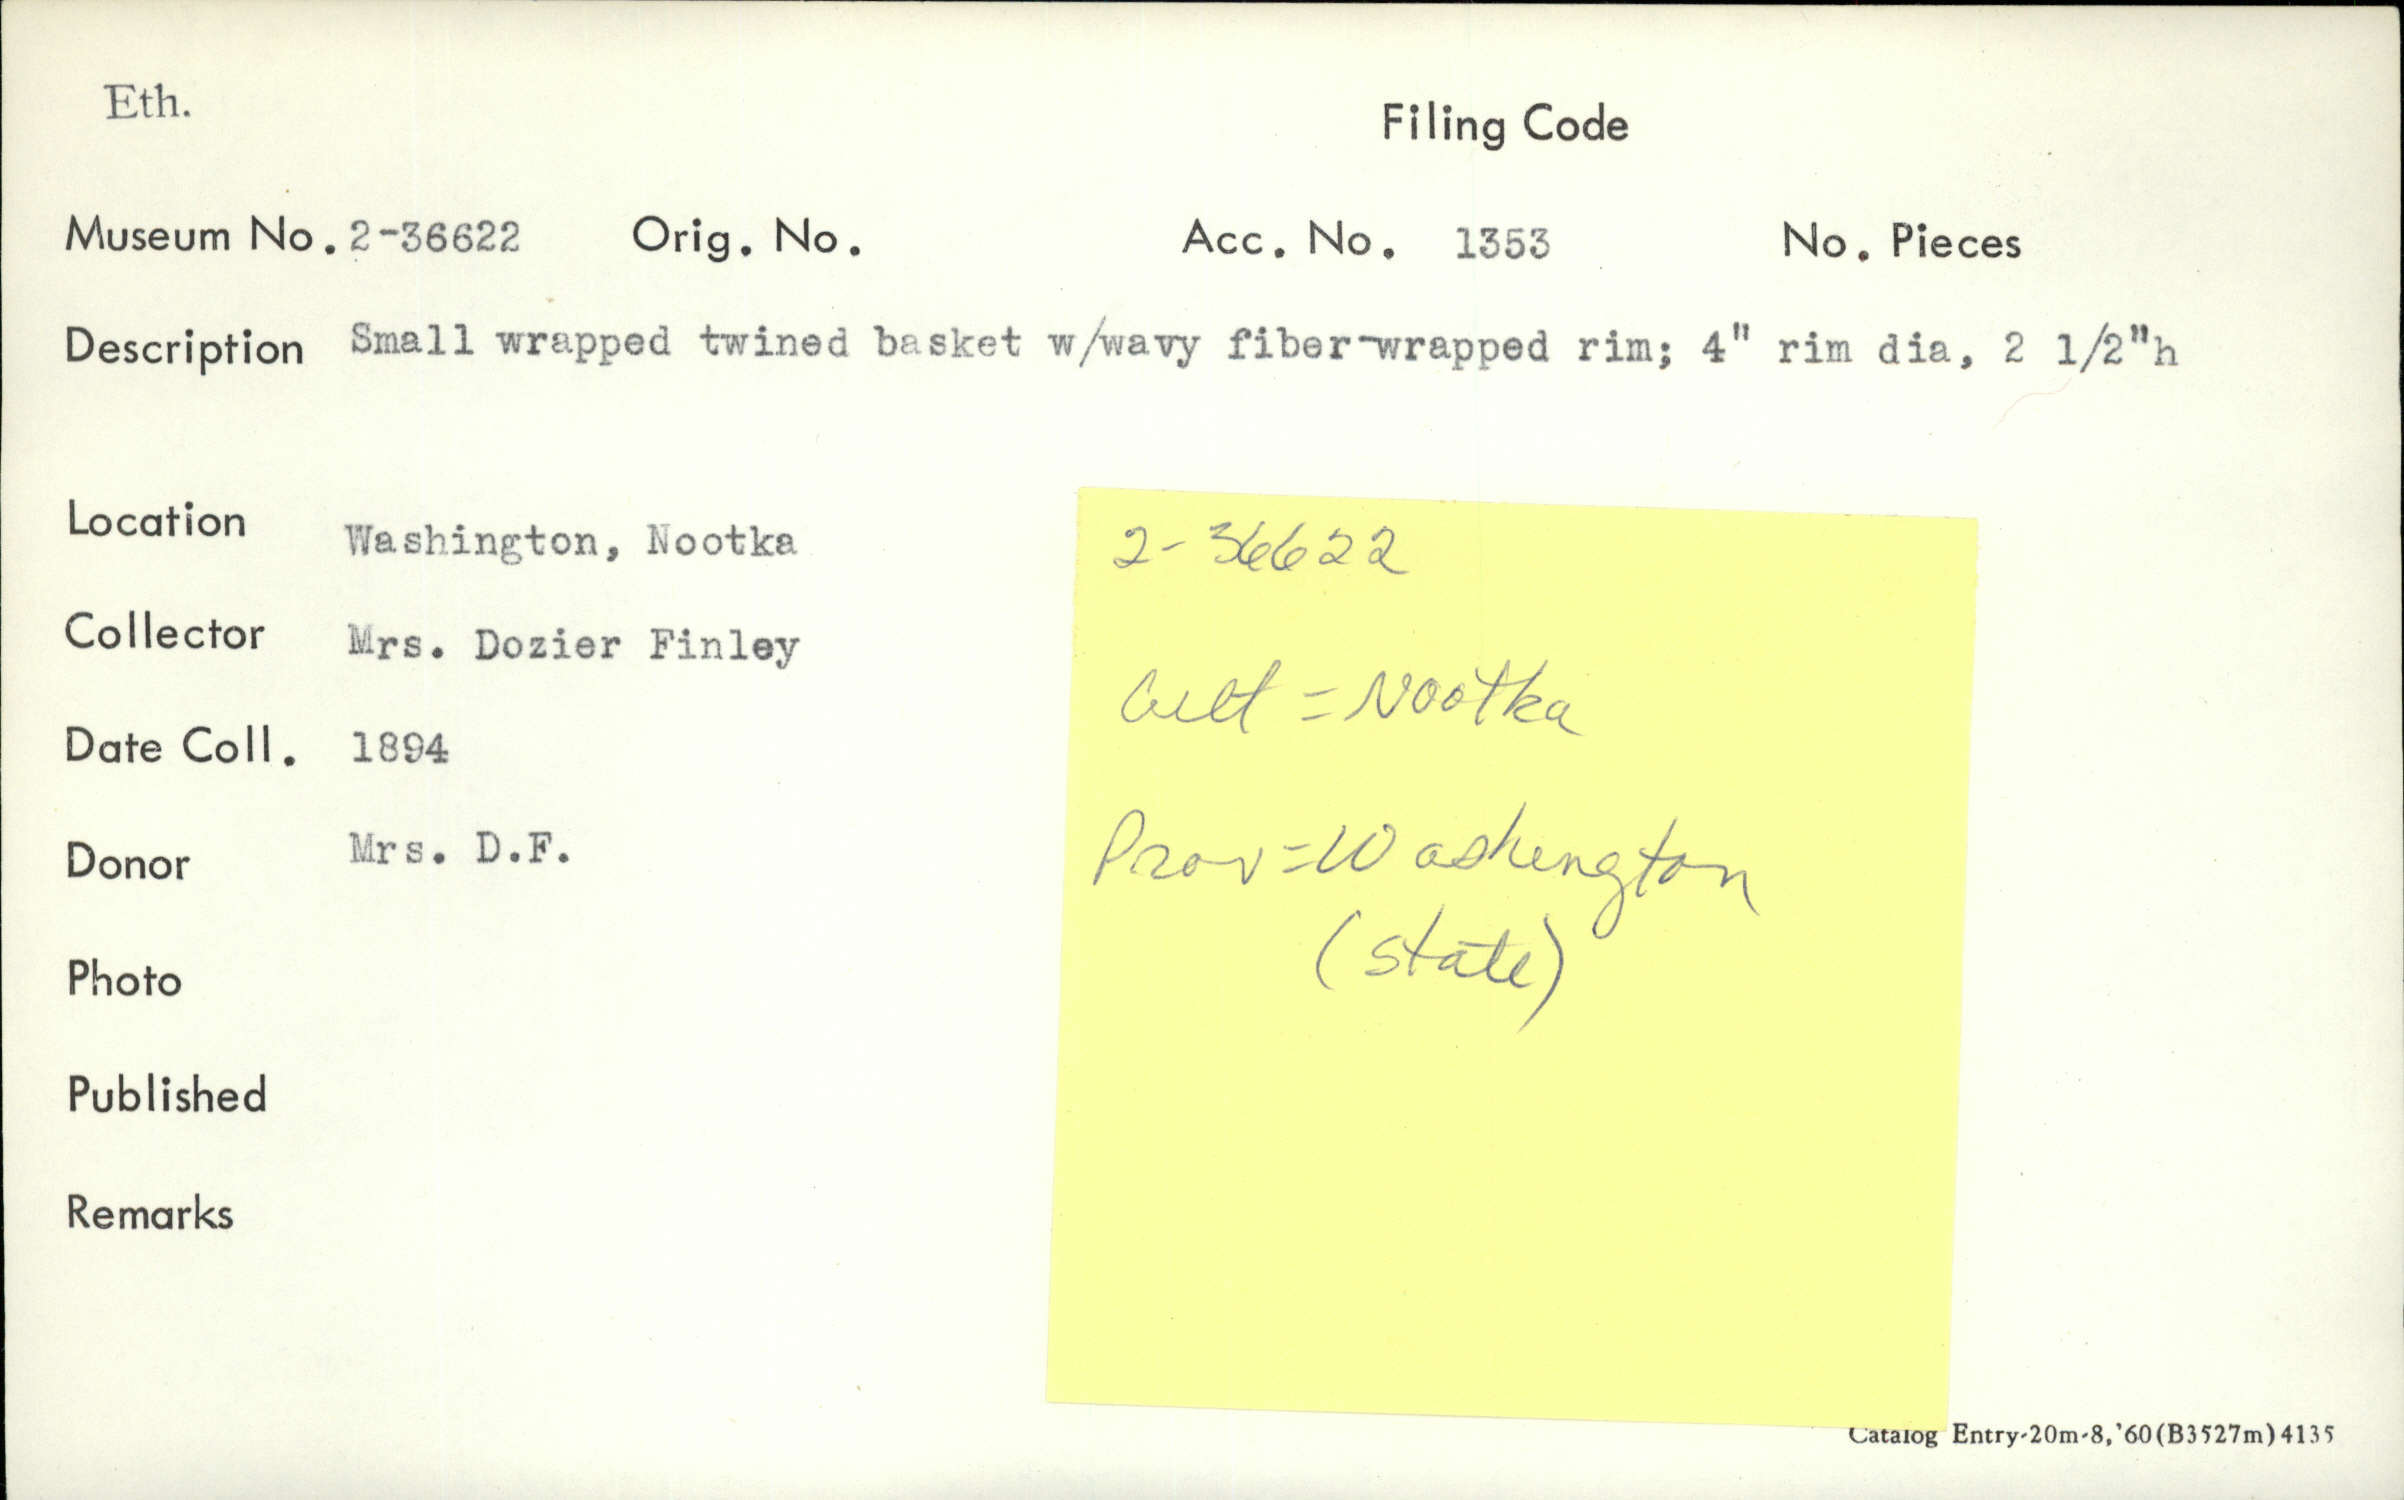 Eth.
Filing Code
Museum No. 2-36622 Orig. No. Acc. No. 1353 No. Pieces
Description Small wrapped twined basket w/wavy fiber-wrapped rim; 4" rim dia, 2 1/2"h
Location Washington, Nootka
Collector Mrs. Dozier Finley
Date Coll. 1894
Donor Mrs. D.F.
Photo
Published
Remarks
2-36622
Cult = Nootka
Prov = Washington
(state)
Catalog Entry-20m-8,'60(B3527m)4135